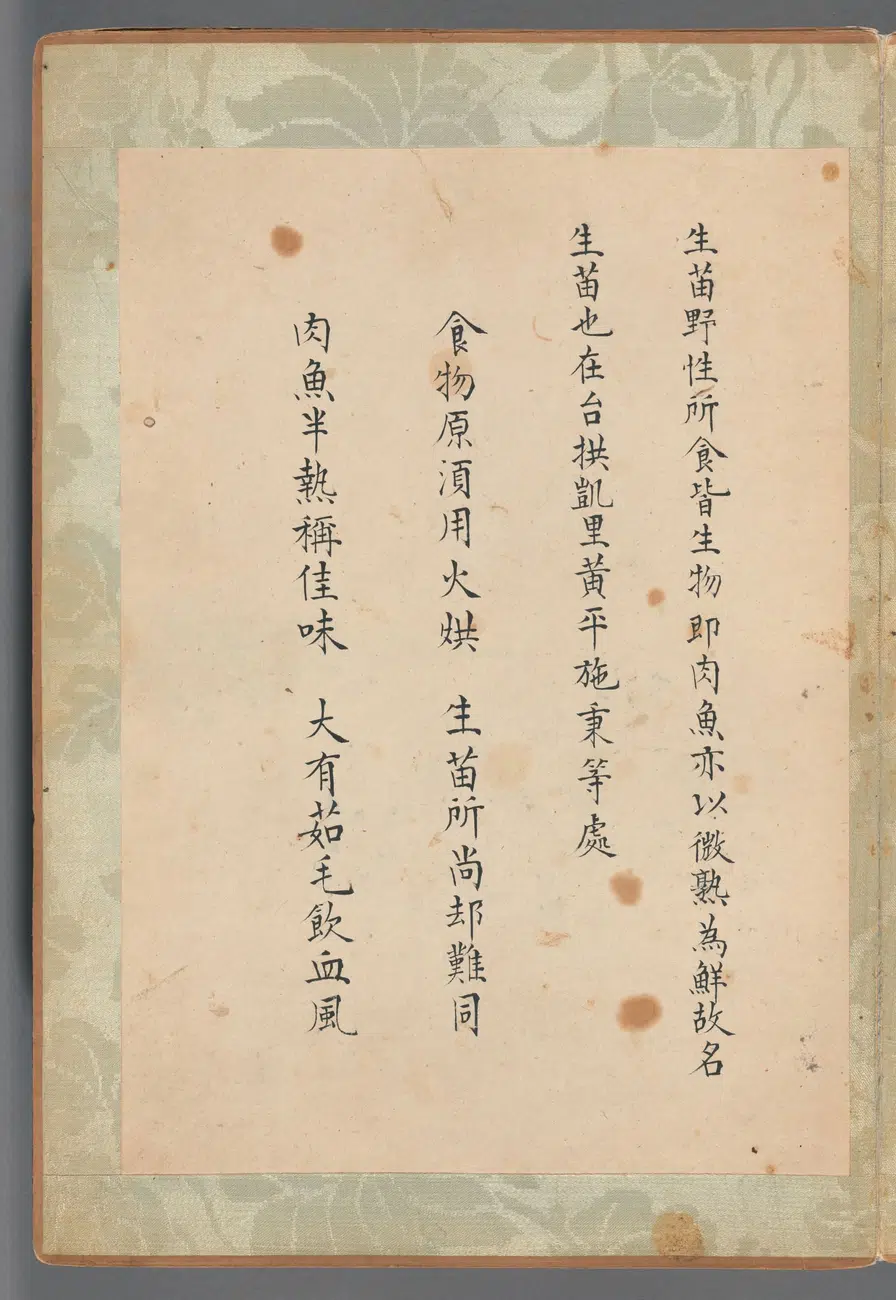 生苗野性所食皆生物即肉魚亦以微熟為鮮故名
生苗也在台拱凱里黃平施秉等處
食物原須用火烘　生苗所尚却難同
肉魚半熱稱佳味　大有茹毛飲血風